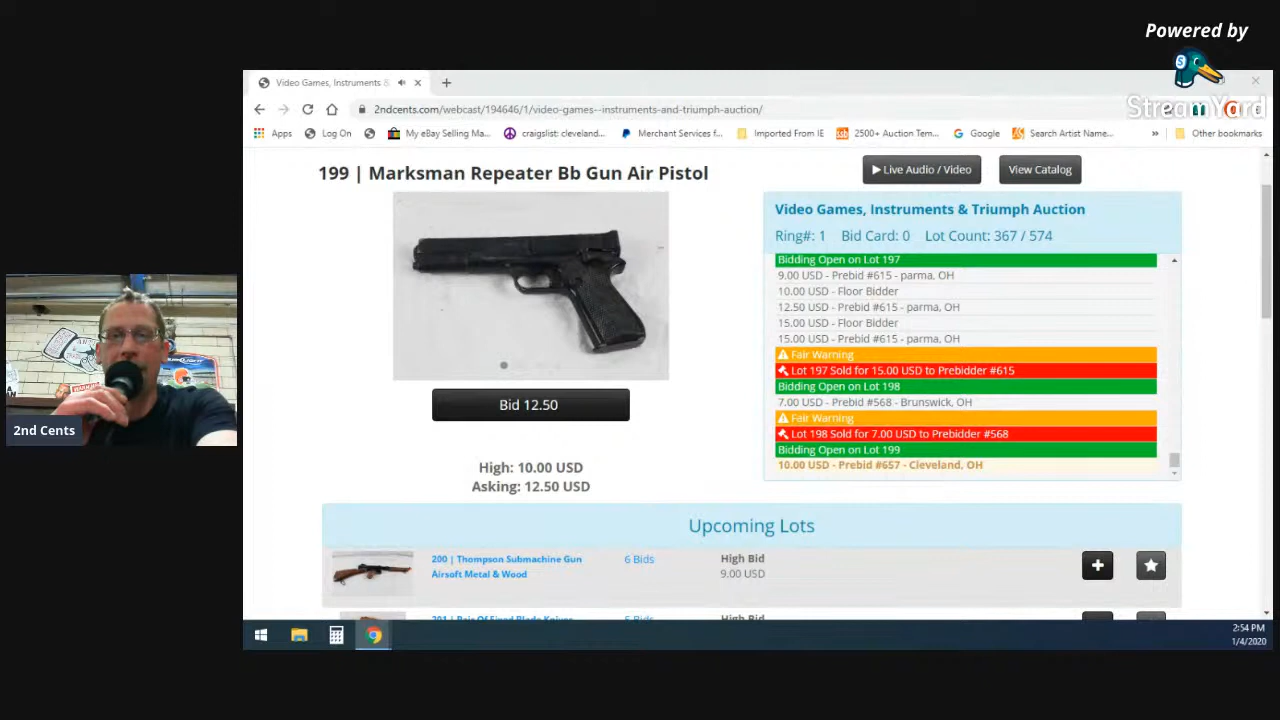 Powered by
StreamYard
Video Games, Instruments &
2ndcents.com/webcast/194646/1/video-games--instruments-and-triumph-auction/
Apps
Log On
My eBay Selling Ma...
craigslist: cleveland...
Merchant Services f...
Imported From IE
2500+ Auction Tem...
Google
Search Artist Name...
»
Other bookmarks
199 | Marksman Repeater Bb Gun Air Pistol
Live Audio / Video
View Catalog
Video Games, Instruments & Triumph Auction
Ring#: 1 Bid Card: 0 Lot Count: 367 / 574
Bidding Open on Lot 197
9.00 USD - Prebid #615 - parma, OH
10.00 USD - Floor Bidder
12.50 USD - Prebid #615 - parma, OH
15.00 USD - Floor Bidder
15.00 USD - Prebid #615 - parma, OH
Fair Warning
Lot 197 Sold for 15.00 USD to Prebidder #615
Bidding Open on Lot 198
7.00 USD - Prebid #568 - Brunswick, OH
Fair Warning
Lot 198 Sold for 7.00 USD to Prebidder #568
Bidding Open on Lot 199
10.00 USD - Prebid #657 - Cleveland, OH
Bid 12.50
High: 10.00 USD
Asking: 12.50 USD
2nd Cents
Upcoming Lots
200 | Thompson Submachine Gun
Airsoft Metal & Wood
6 Bids
High Bid
9.00 USD
201 | Pair Of Fixed Blade Knives
5 Bids
High Bid
2:54 PM
1/4/2020